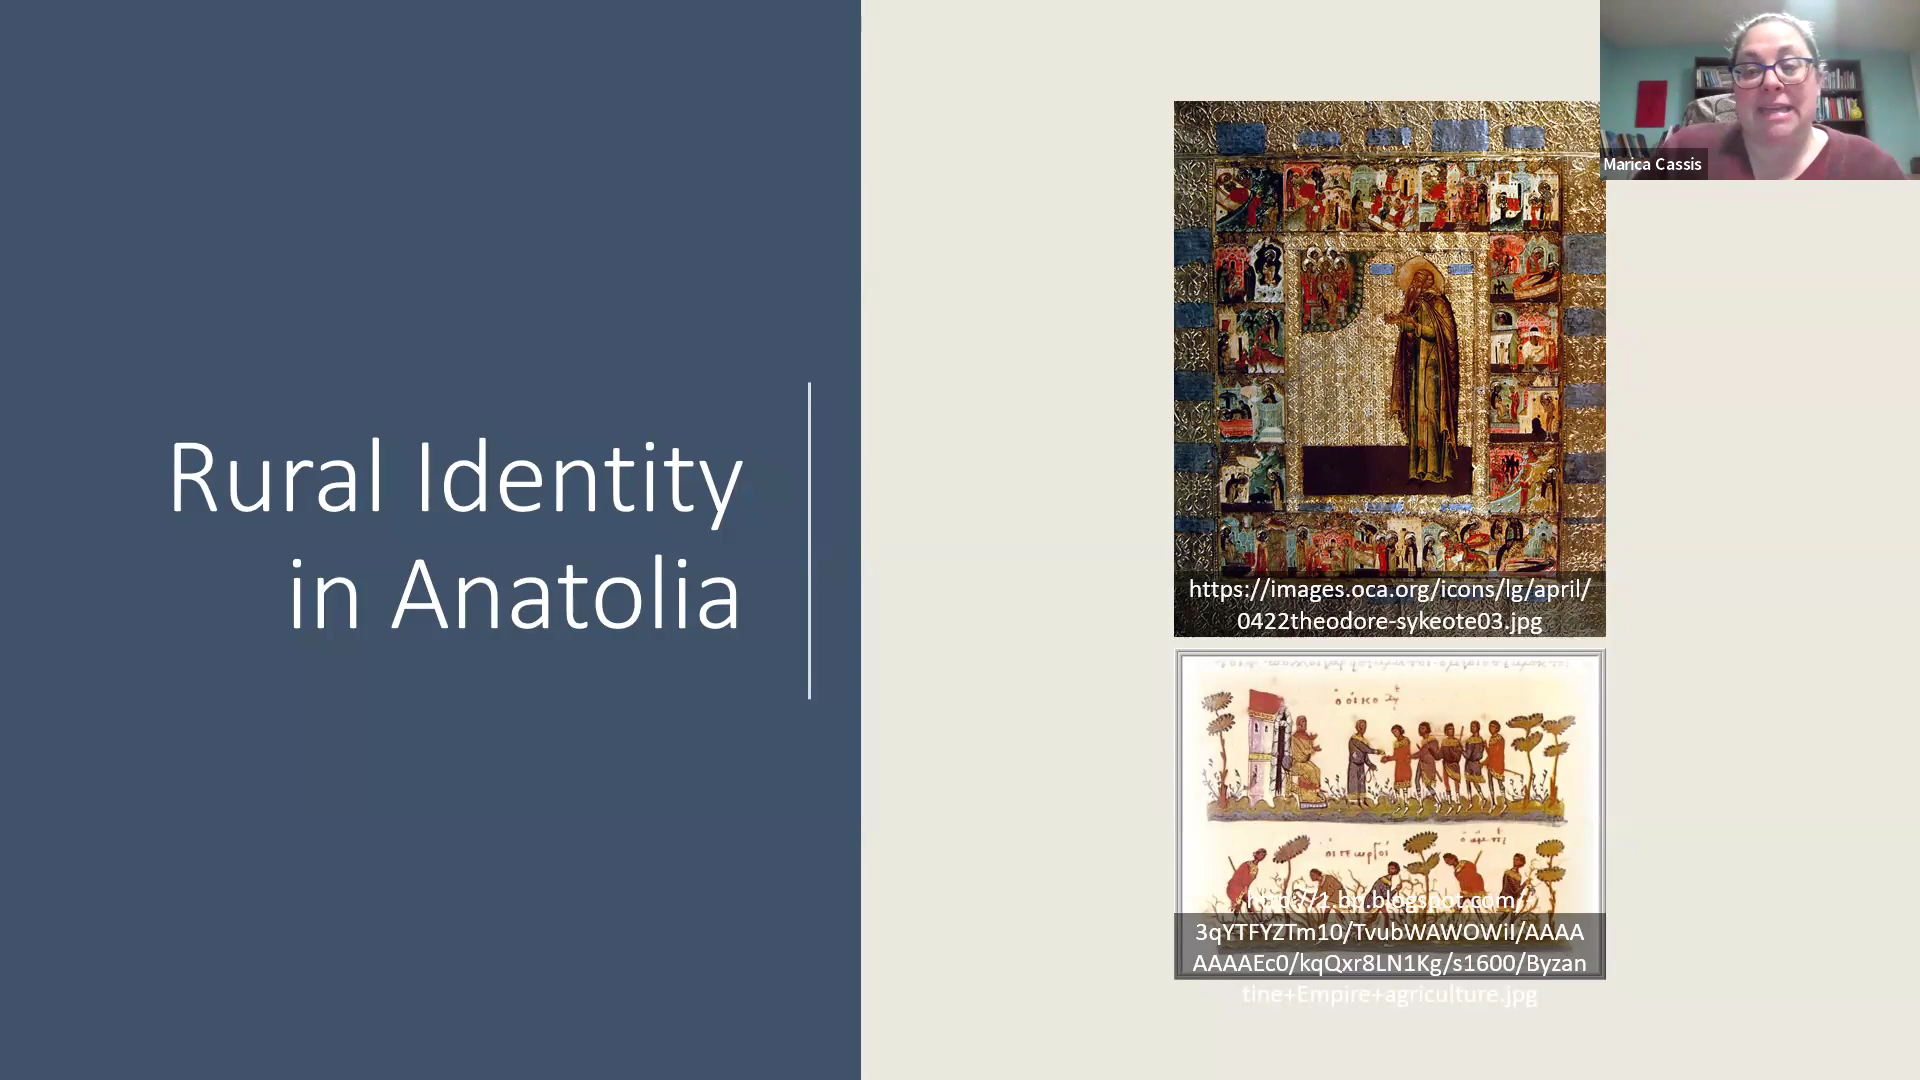 Rural Identity
in Anatolia
Marica Cassis
https://images.oca.org/icons/lg/april/
0422theodore-sykeote03.jpg
http://1.bp.blogspot.com/-
3qYTFYZTm10/TvubWAWOWiI/AAAA
AAAAEc0/kqQxr8LN1Kg/s1600/Byzan
tine+Empire+agriculture.jpg